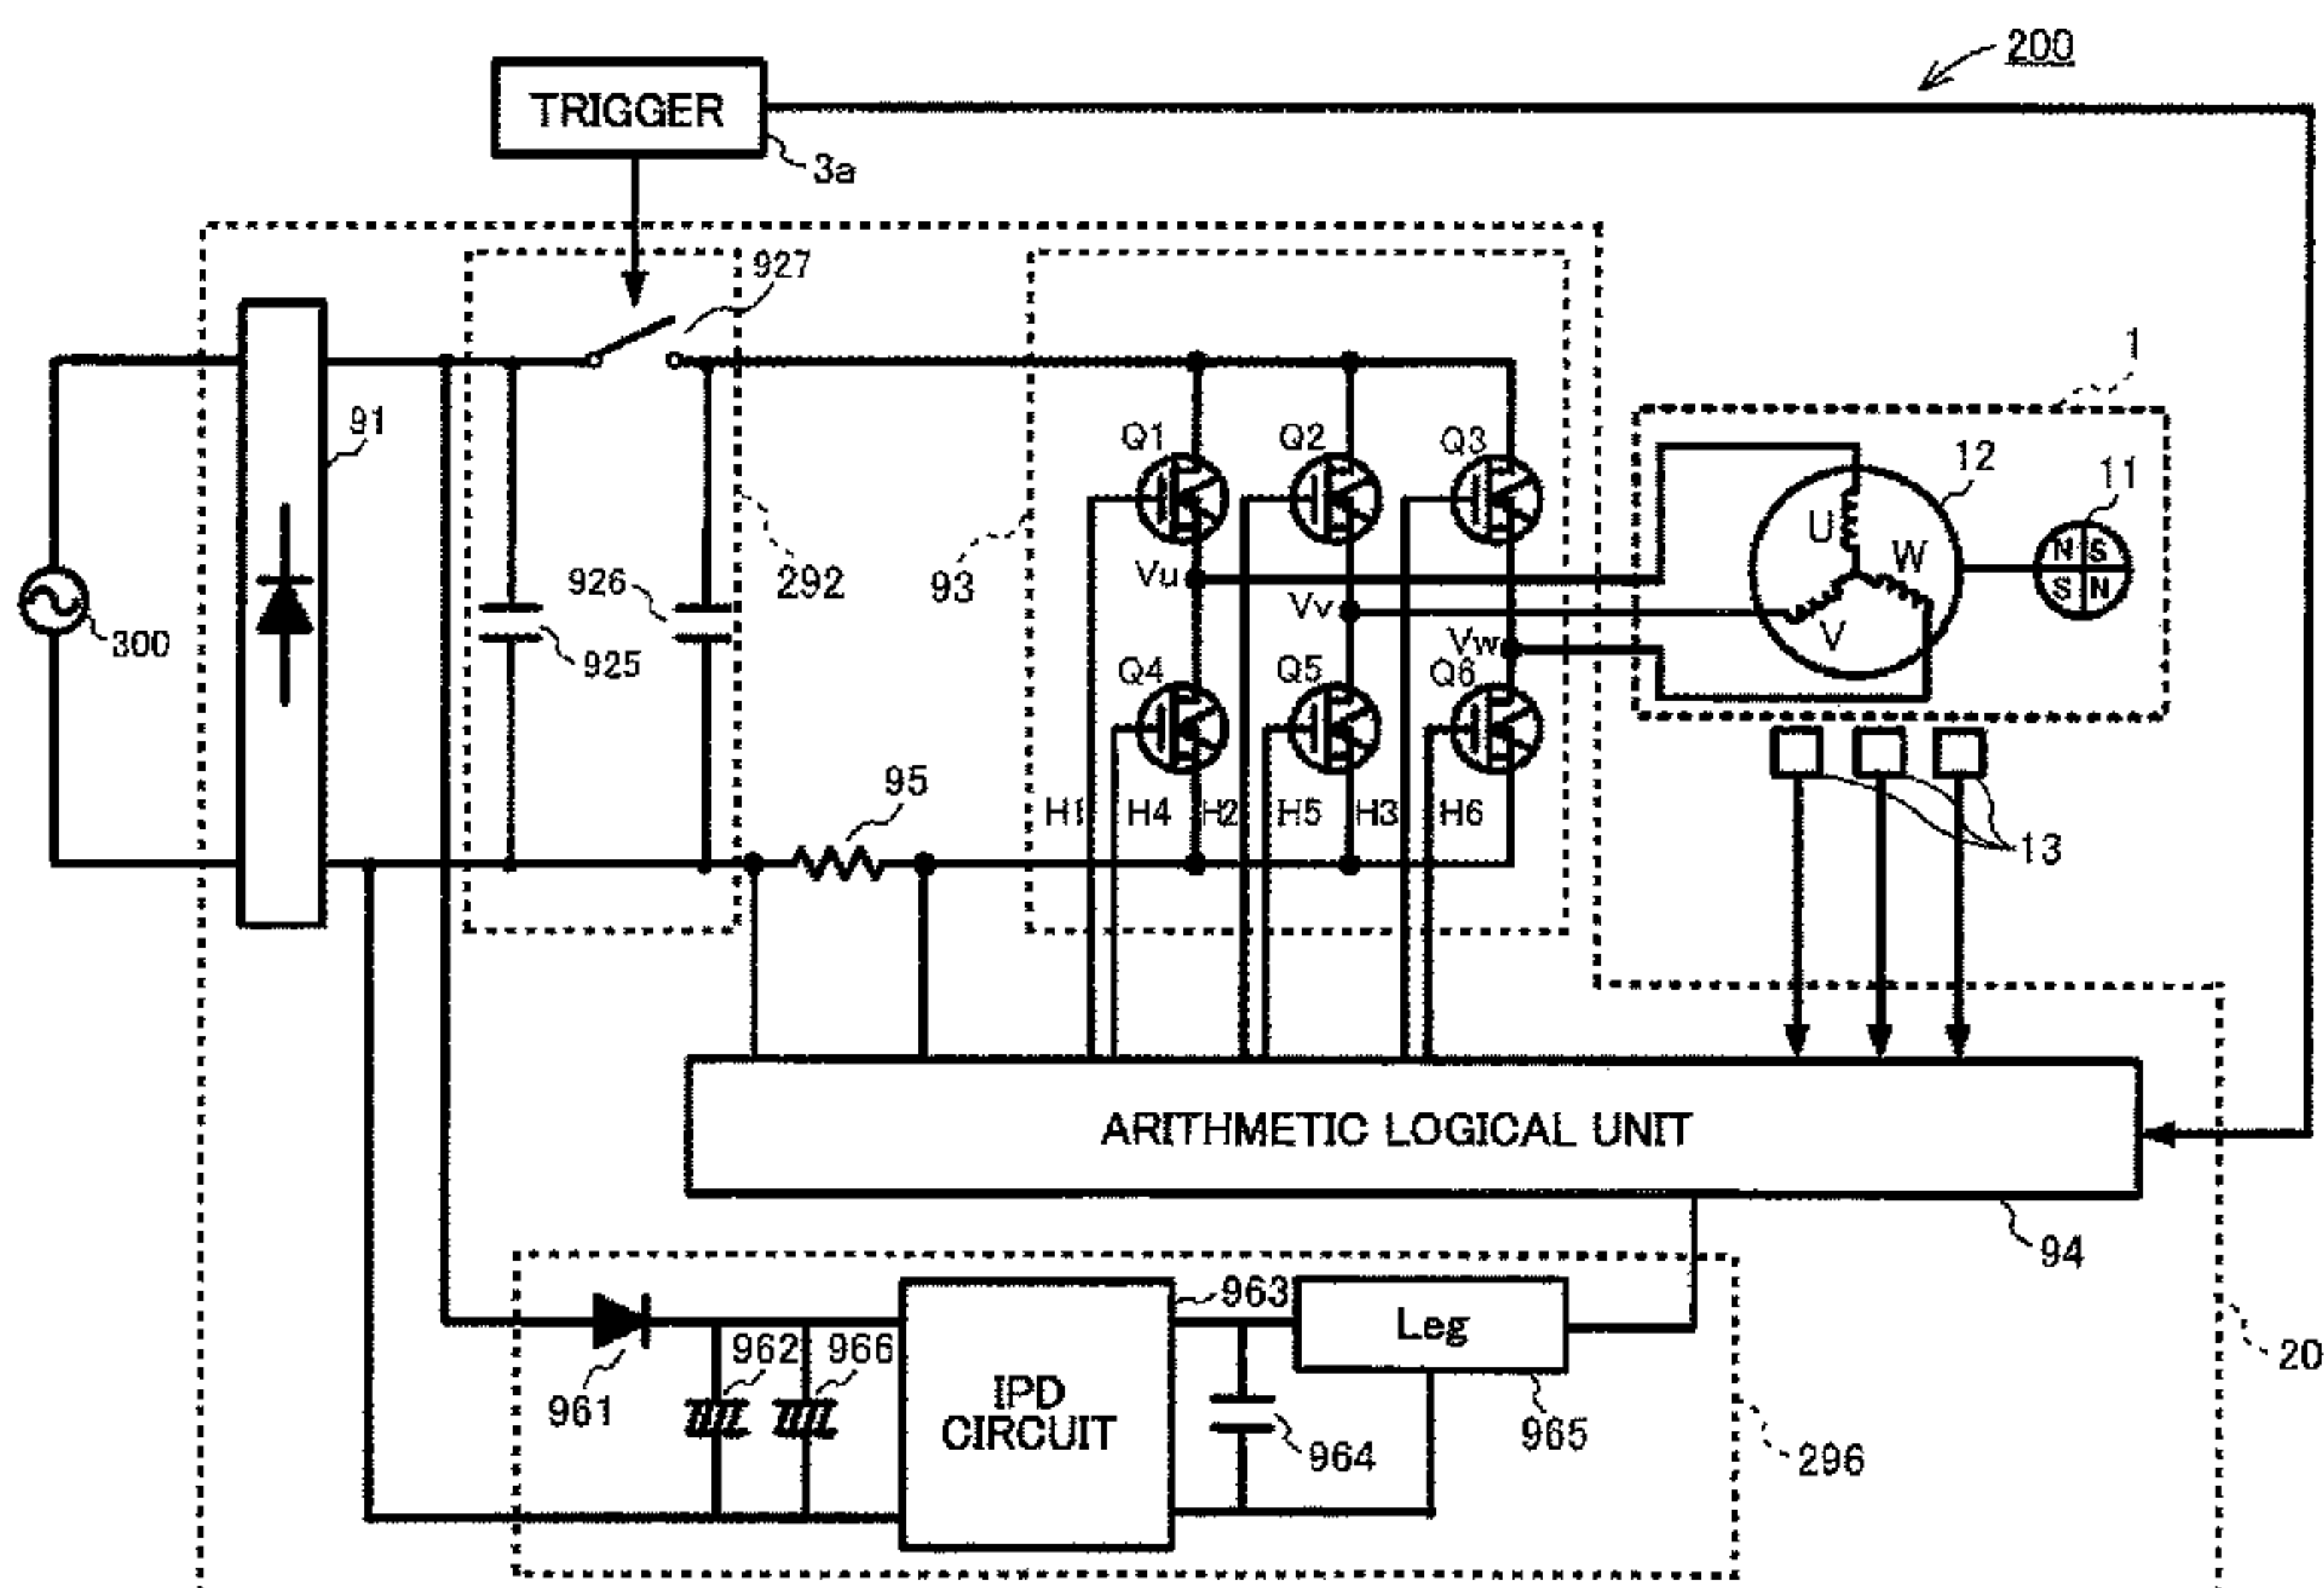 200
TRIGGER
3a
927
1
91
Q1
Q2
Q3
12
11
U
W
V
N
S
S
N
300
926
925
292
93
Vu
Vv
Vw
Q4
Q5
Q6
95
H1
H4
H2
H5
H3
H6
13
ARITHMETIC LOGICAL UNIT
94
963
Leg
962
966
961
IPD
CIRCUIT
964
965
296
20